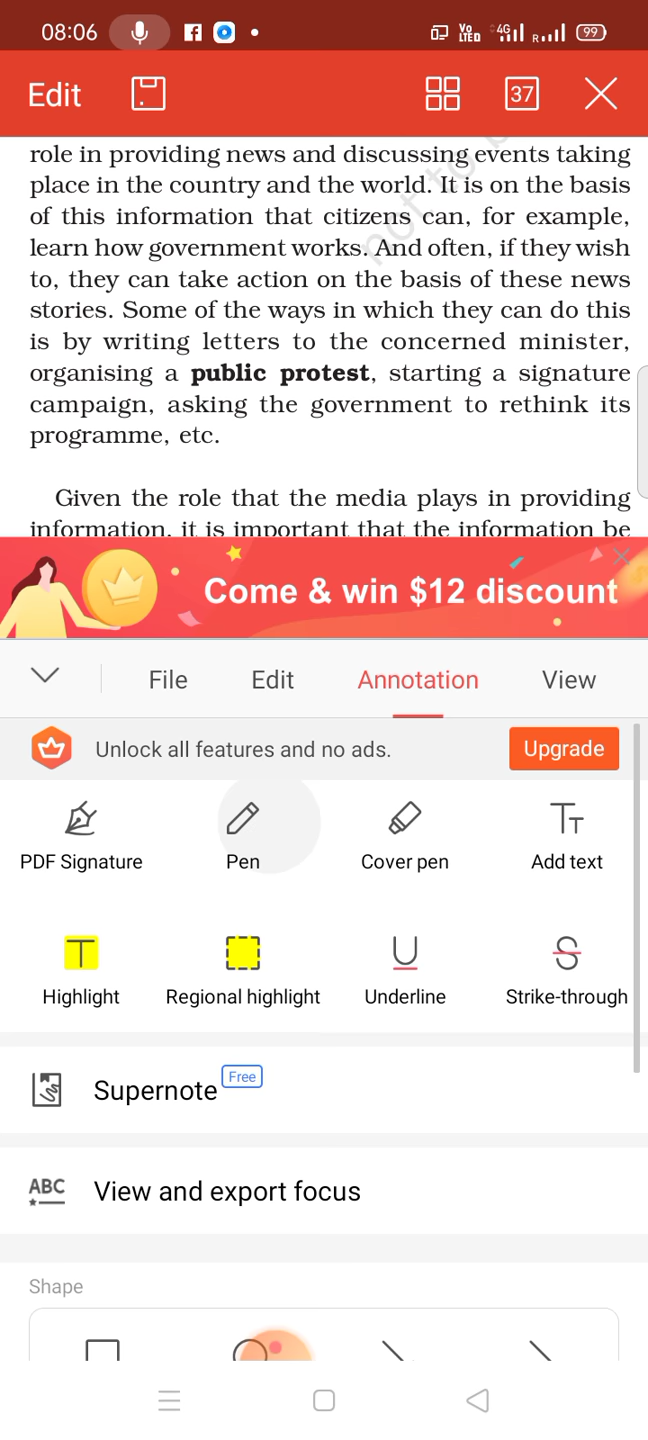 08:06
Vo
LTED
4G
R
99
Edit
37
role in providing news and discussing events taking
place in the country and the world. It is on the basis
of this information that citizens can, for example,
learn how government works. And often, if they wish
to, they can take action on the basis of these news
stories. Some of the ways in which they can do this
is by writing letters to the concerned minister,
organising a public protest, starting a signature
campaign, asking the government to rethink its
programme, etc.
Given the role that the media plays in providing
information, it is important that the information be
not to b
Come & win $12 discount
File
Edit
Annotation
View
Unlock all features and no ads.
Upgrade
PDF Signature
Pen
Cover pen
Add text
Highlight
Regional highlight
Underline
Strike-through
Supernote
Free
ABC
View and export focus
Shape